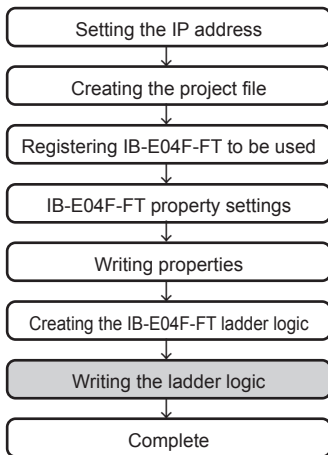 Setting the IP address
Creating the project file
Registering IB-E04F-FT to be used
IB-E04F-FT property settings
Writing properties
Creating the IB-E04F-FT ladder logic
Writing the ladder logic
Complete